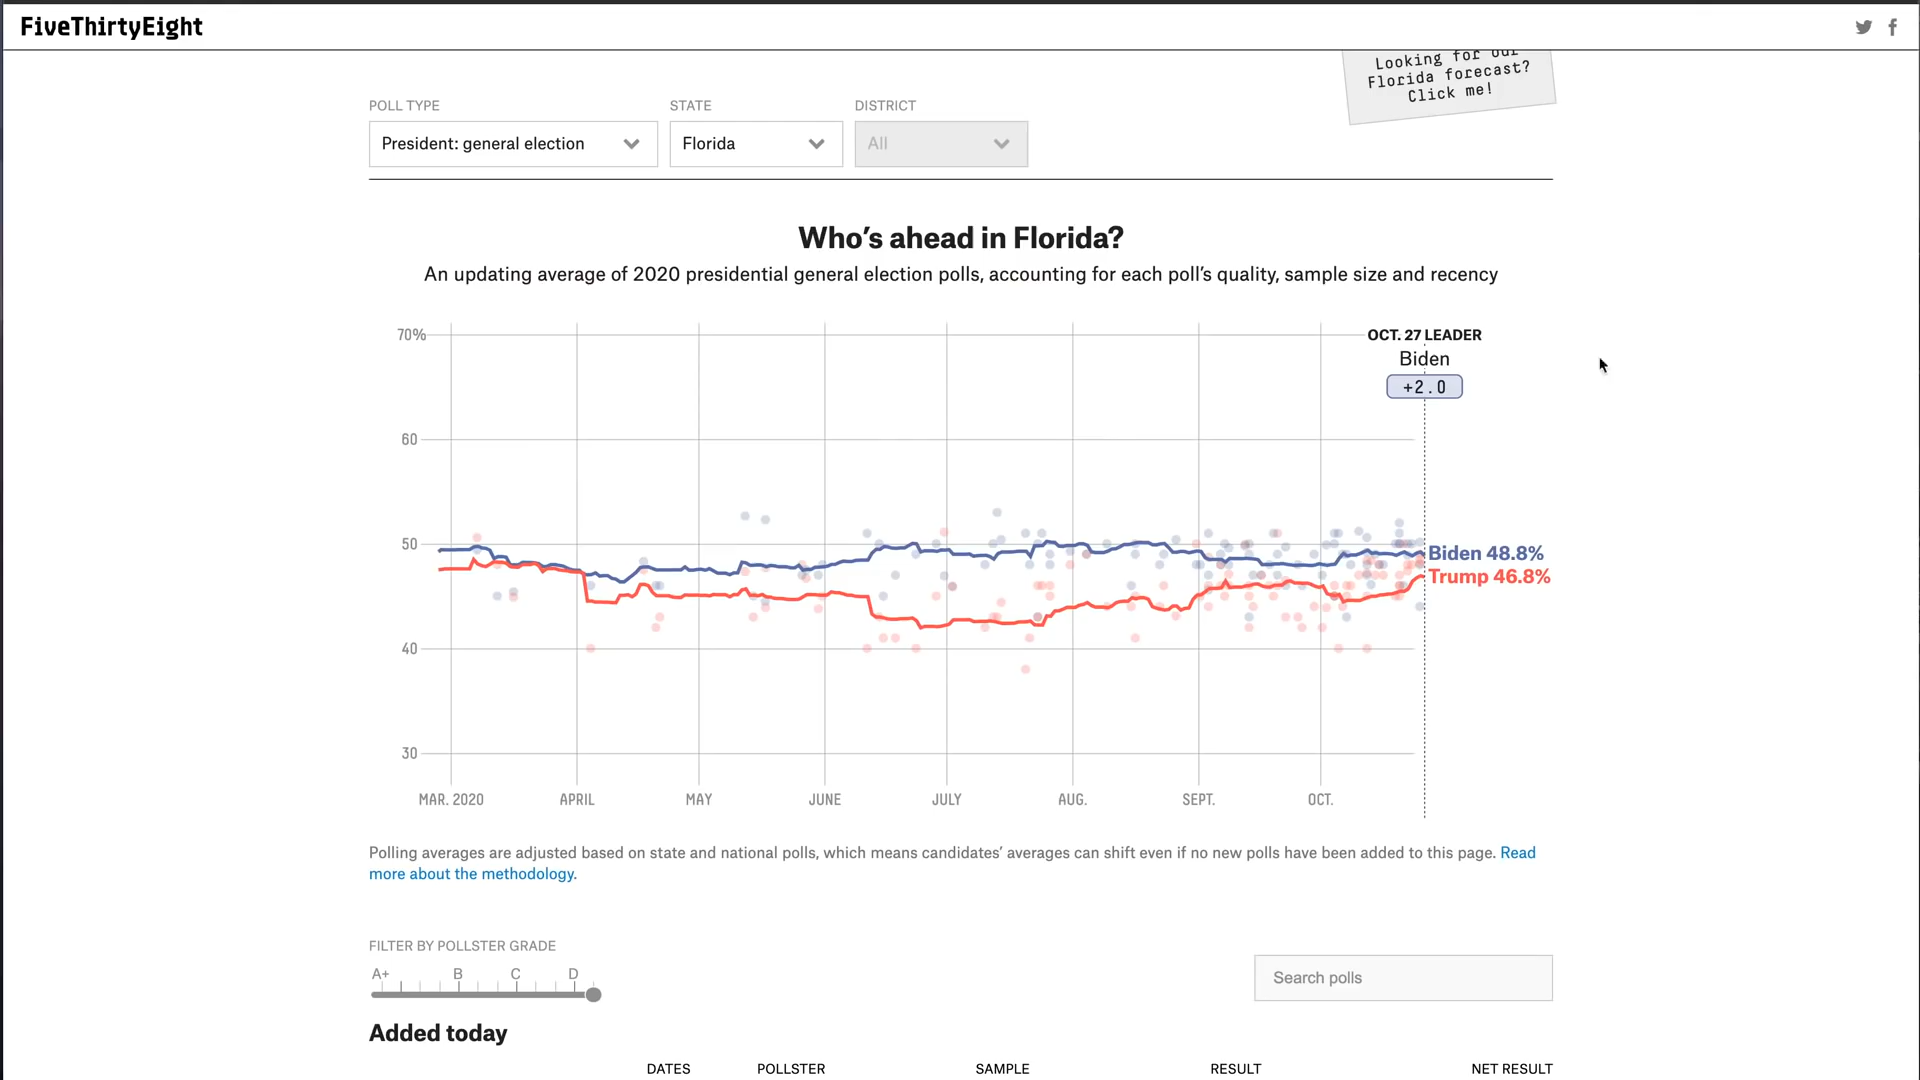 FiveThirtyEight
Looking for our
Florida forecast?
Click me!
POLL TYPE
STATE
DISTRICT
President: general election
Florida
All
Who's ahead in Florida?
An updating average of 2020 presidential general election polls, accounting for each poll's quality, sample size and recency
70%
OCT. 27 LEADER
Biden
+2.0
60
50
Biden 48.8%
Trump 46.8%
40
30
MAR. 2020
APRIL
MAY
JUNE
JULY
AUG.
SEPT.
OCT.
Polling averages are adjusted based on state and national polls, which means candidates' averages can shift even if no new polls have been added to this page. Read
more about the methodology.
FILTER BY POLLSTER GRADE
A+
B
C
D
Search polls
Added today
DATES
POLLSTER
SAMPLE
RESULT
NET RESULT